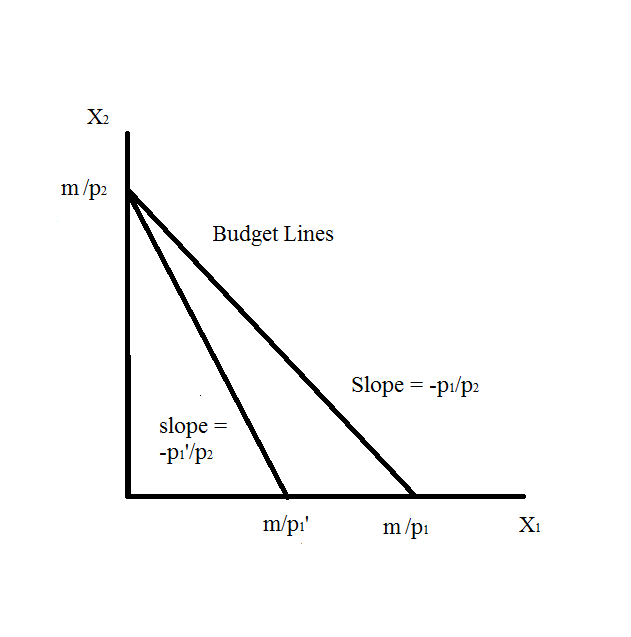 X₂
m/p₂
Budget Lines
Slope = -p₁/p₂
slope =
-p₁'/p₂
m/p₁'
m/p₁
X₁